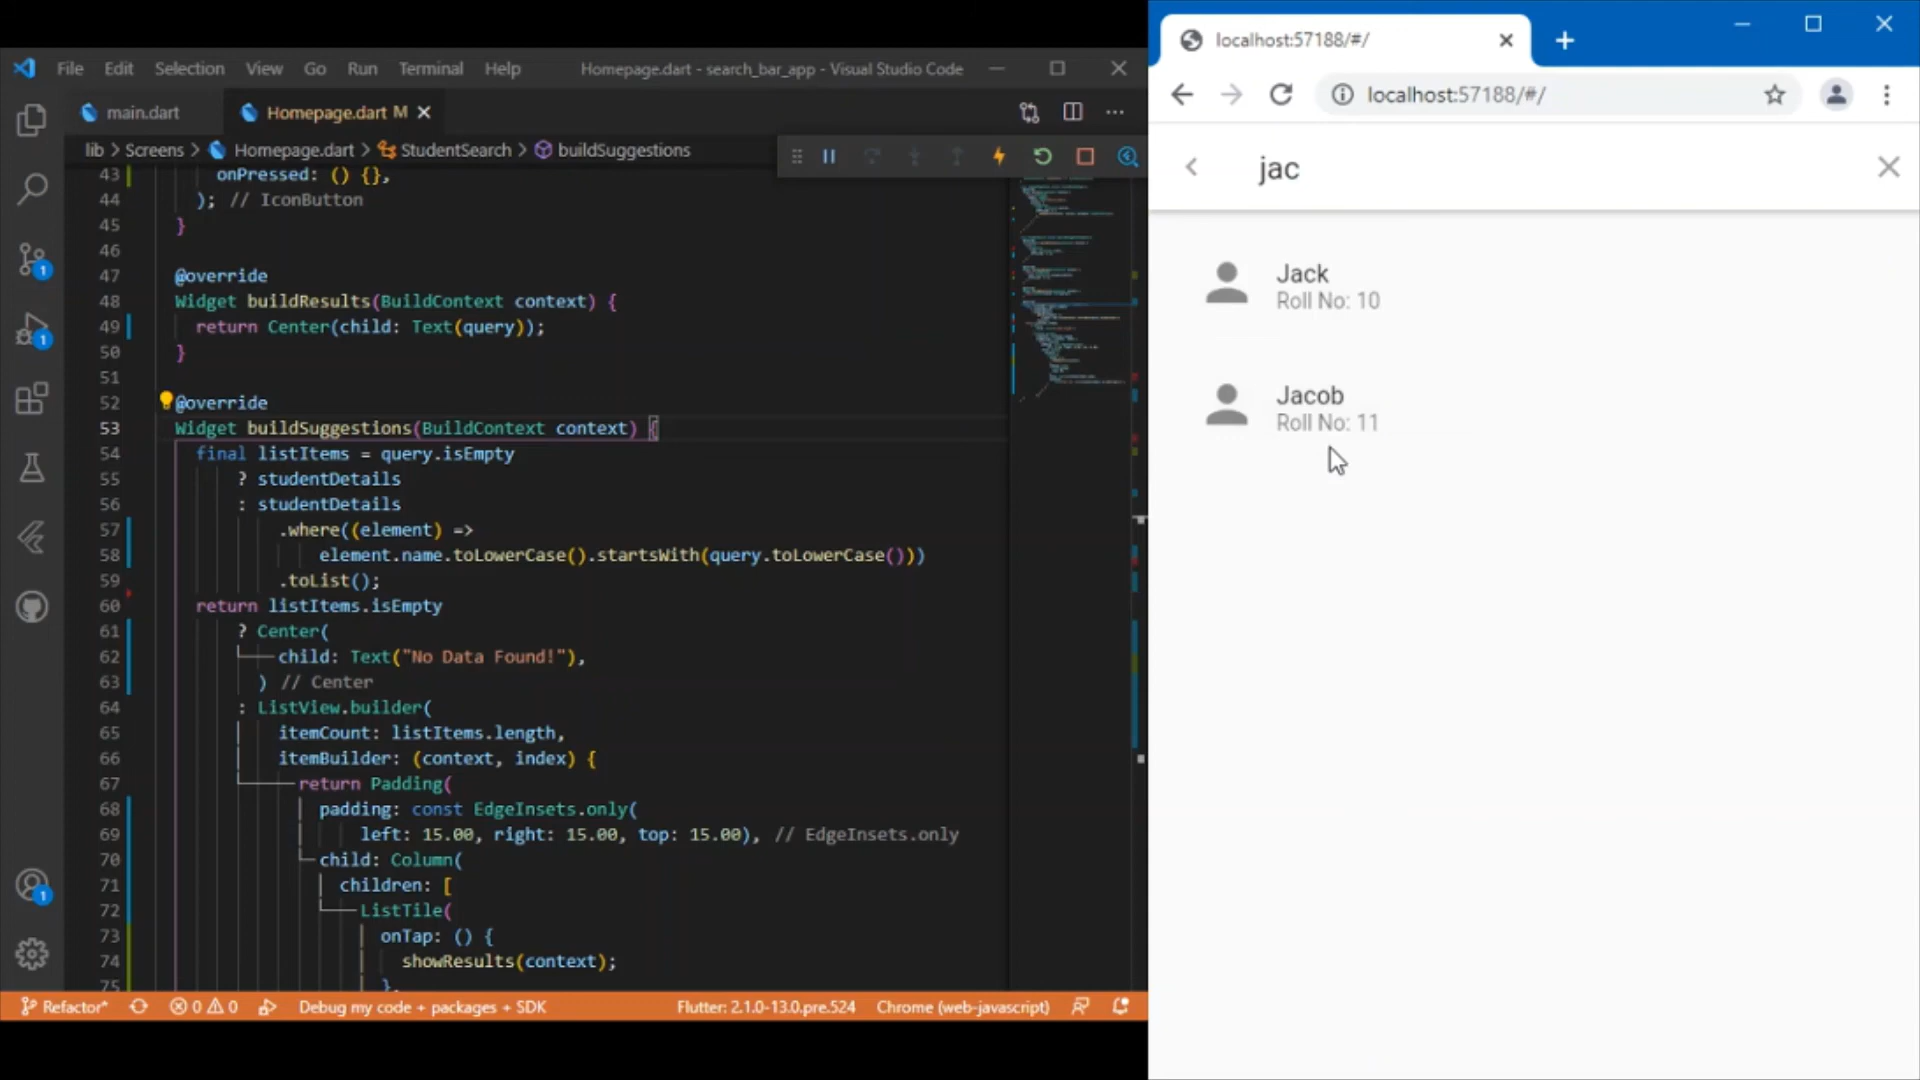 File Edit Selection View Go Run Terminal Help Homepage.dart - search_bar_app - Visual Studio Code
main.dart Homepage.dart M
lib > Screens > Homepage.dart > StudentSearch > buildSuggestions
43 onPressed: () {},
44 ); // IconButton
45 }
46
47 @override
48 Widget buildResults(BuildContext context) {
49 return Center(child: Text(query));
50 }
51
52 @override
53 Widget buildSuggestions(BuildContext context) {
54 final listItems = query.isEmpty
55 ? studentDetails
56 : studentDetails
57 .where((element) =>
58 element.name.toLowerCase().startsWith(query.toLowerCase()))
59 .toList();
60 return listItems.isEmpty
61 ? Center(
62 child: Text("No Data Found!"),
63 ) // Center
64 : ListView.builder(
65 itemCount: listItems.length,
66 itemBuilder: (context, index) {
67 return Padding(
68 padding: const EdgeInsets.only(
69 left: 15.00, right: 15.00, top: 15.00), // EdgeInsets.only
70 child: Column(
71 children: [
72 ListTile(
73 onTap: () {
74 showResults(context);
75 },
1
1
1
Refactor* 0 0 Debug my code + packages + SDK Flutter: 2.1.0-13.0.pre.524 Chrome (web-javascript)
localhost:57188/#/
localhost:57188/#/
jac
Jack
Roll No: 10
Jacob
Roll No: 11